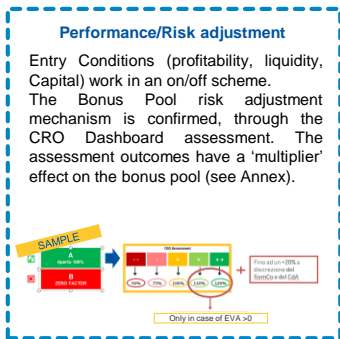 Performance/Risk adjustment
Entry Conditions (profitability, liquidity,
Capital) work in an on/off scheme.
The Bonus Pool risk adjustment
mechanism is confirmed, through the
CRO Dashboard assessment. The
assessment outcomes have a 'multiplier'
effect on the bonus pool (see Annex).
SAMPLE
A
Aperto 100%
B
ZERO FACTOR
CRO Assessment
- -
-
=
+
+ +
50%
75%
100%
110%
120%
+
Fino ad un +20% a
discrezione del
RemCo e del CdA
Only in case of EVA >0